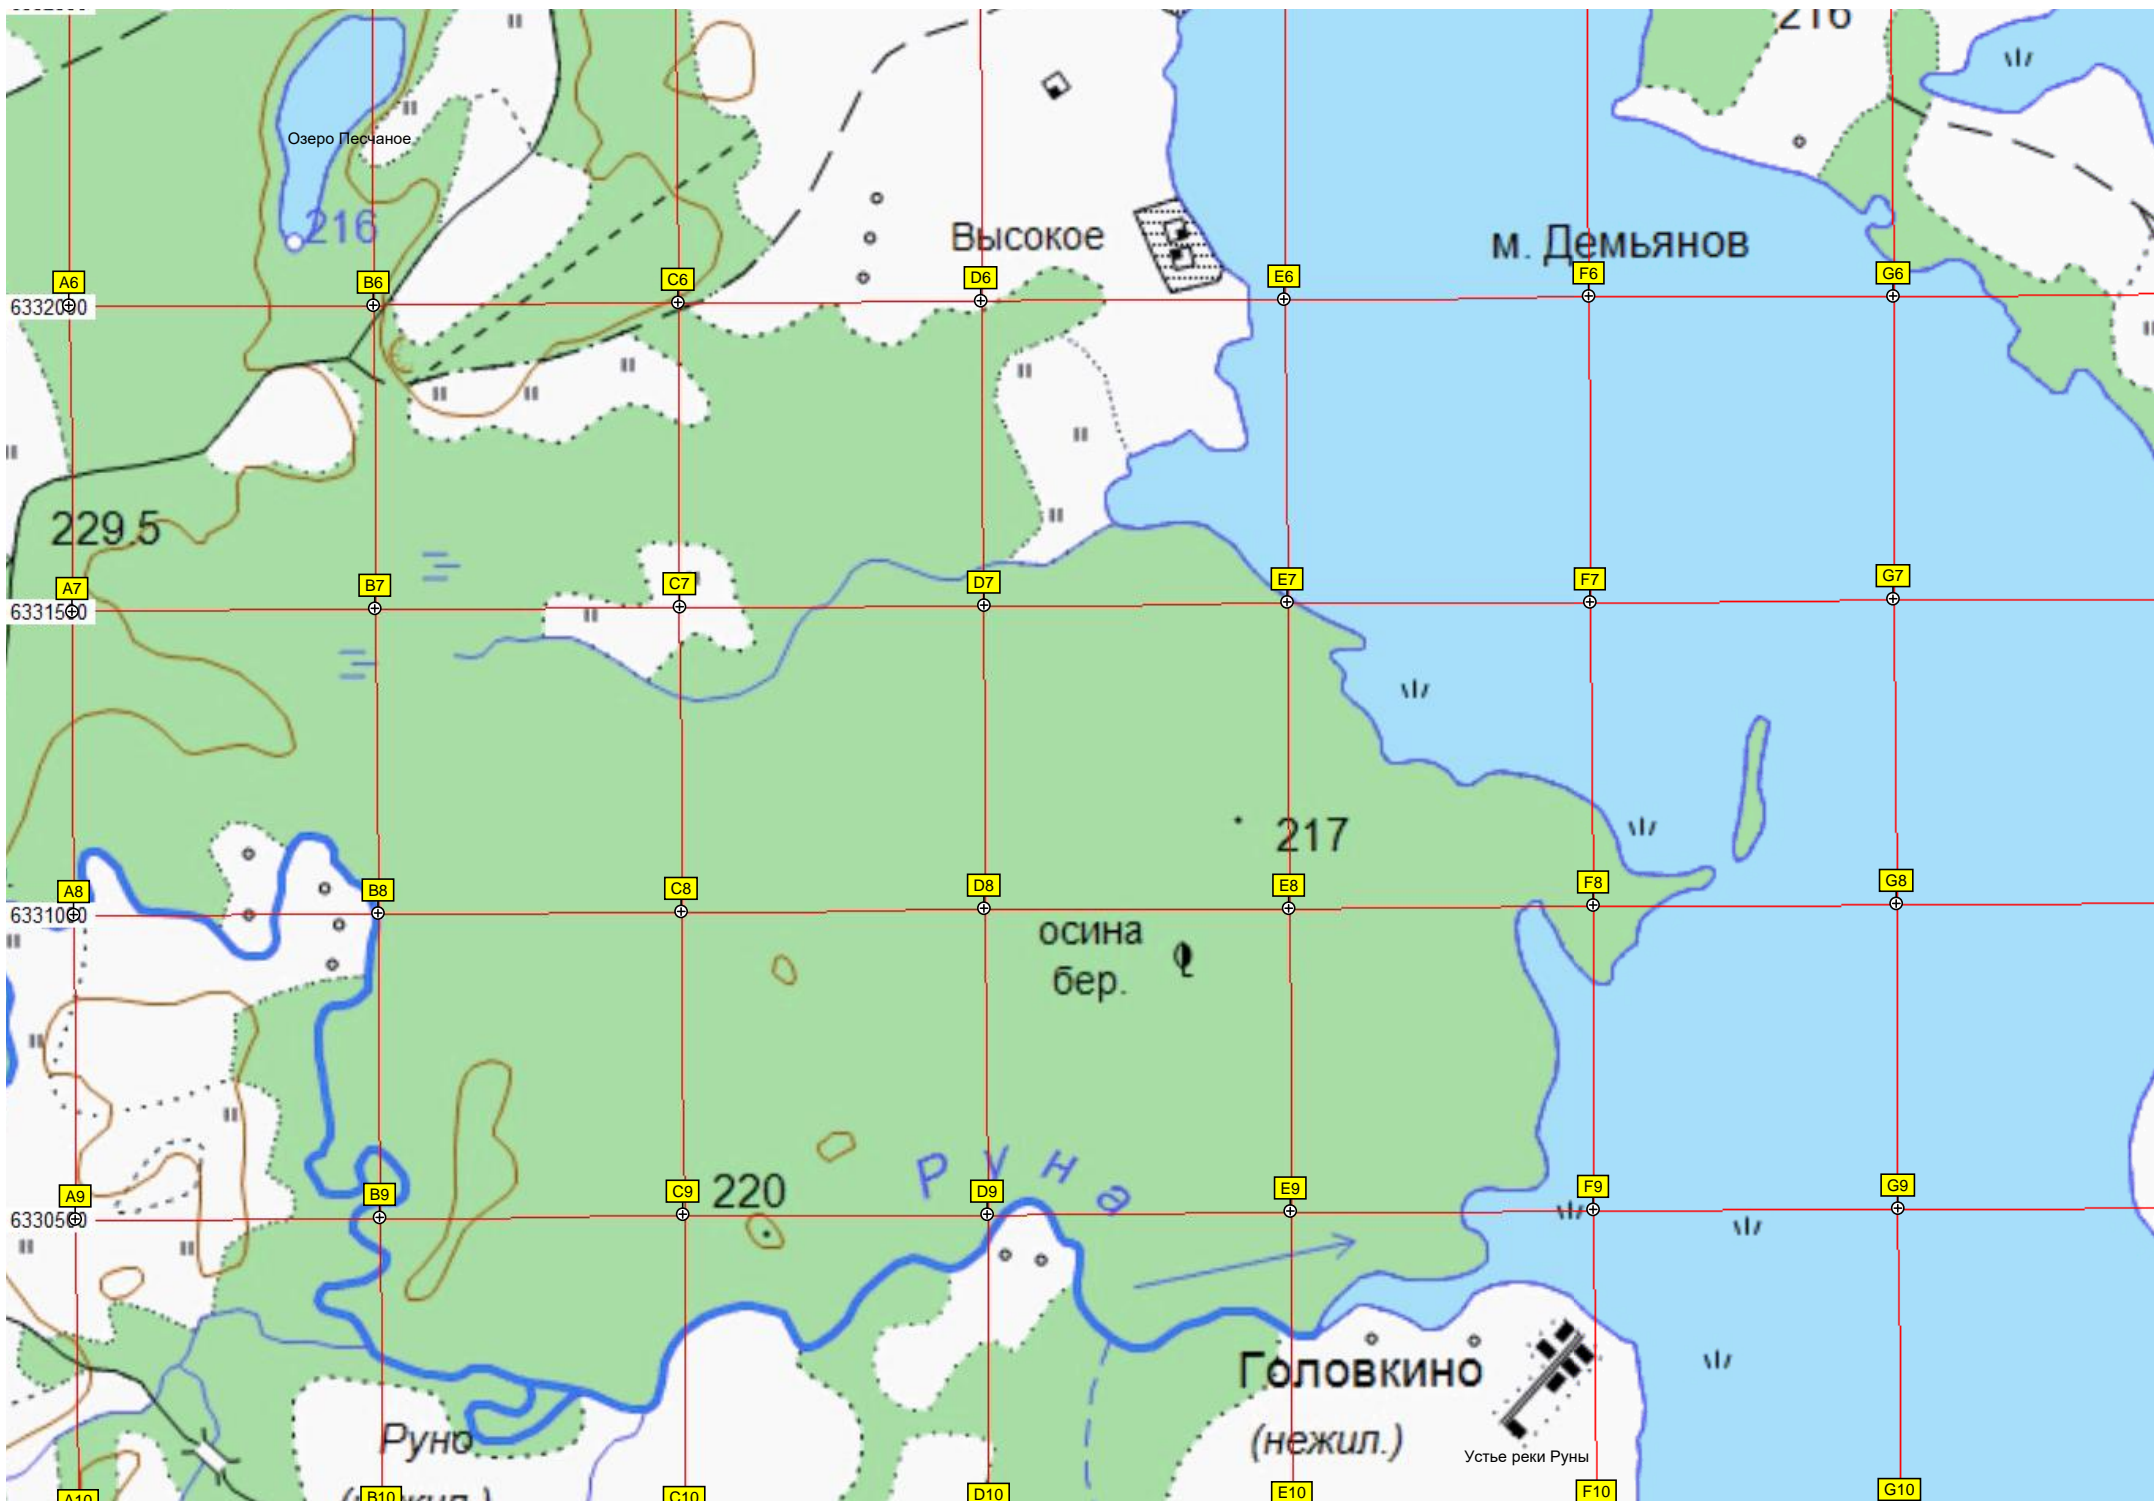 216
Озеро Песчаное
216
Высокое
м. Демьянов
A6
B6
C6
D6
E6
F6
G6
6332000
229.5
A7
B7
C7
D7
E7
F7
G7
6331500
217
A8
B8
C8
D8
E8
F8
G8
6331000
осина
бер.
Руна
220
A9
B9
C9
D9
E9
F9
G9
6330500
Головкино
(нежил.)
Руно
(нежил.)
Устье реки Руны
A10
B10
C10
D10
E10
F10
G10